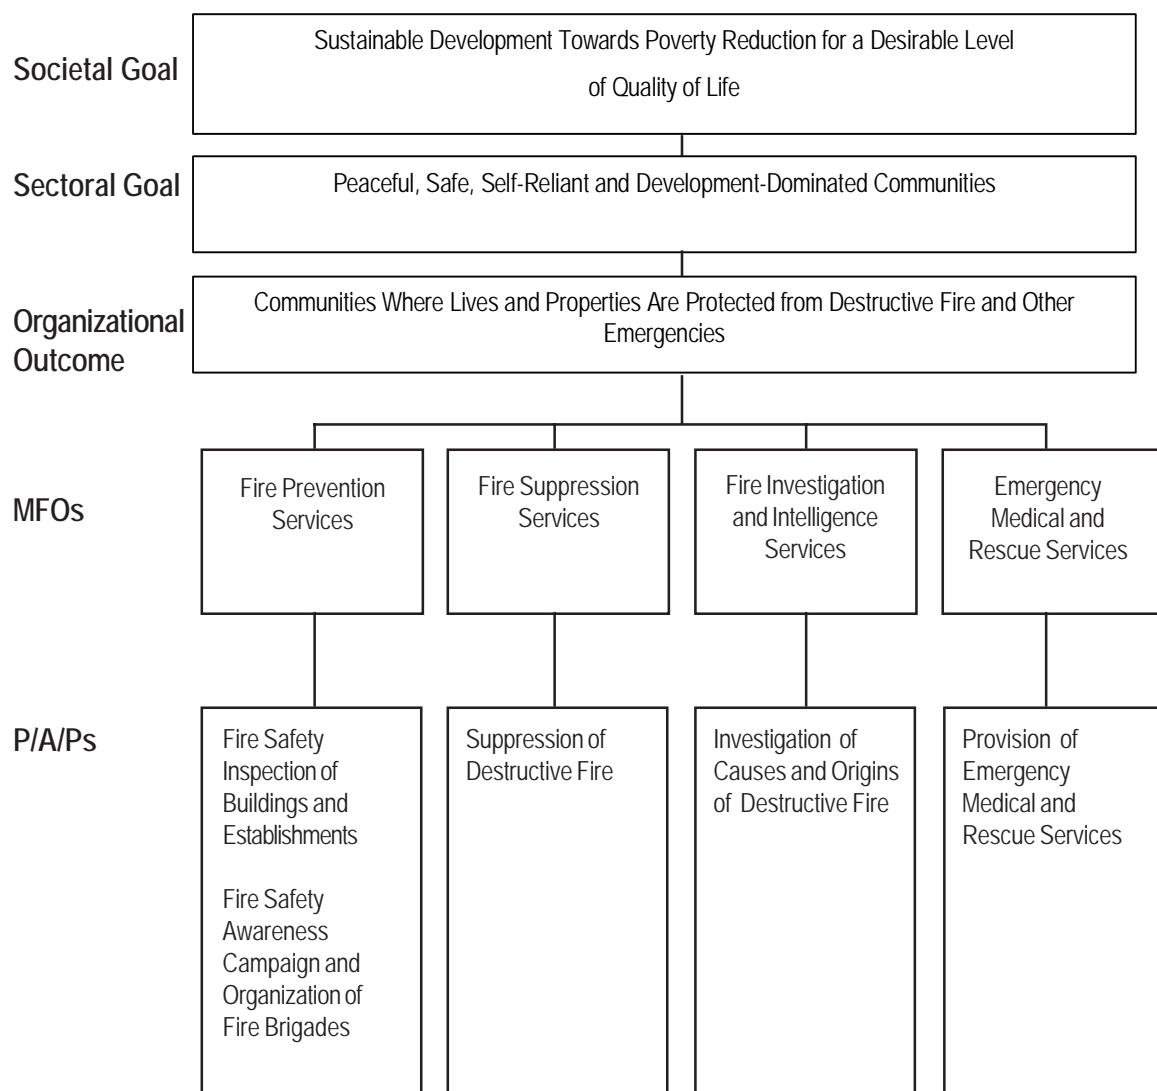 Societal Goal
Sustainable Development Towards Poverty Reduction for a Desirable Level
of Quality of Life
Sectoral Goal
Peaceful, Safe, Self-Reliant and Development-Dominated Communities
Organizational
Outcome
Communities Where Lives and Properties Are Protected from Destructive Fire and Other
Emergencies
MFOs
Fire Prevention
Services
Fire Suppression
Services
Fire Investigation
and Intelligence
Services
Emergency
Medical and
Rescue Services
P/A/Ps
Fire Safety
Inspection of
Buildings and
Establishments
Fire Safety
Awareness
Campaign and
Organization of
Fire Brigades
Suppression of
Destructive Fire
Investigation of
Causes and Origins
of Destructive Fire
Provision of
Emergency
Medical and
Rescue Services